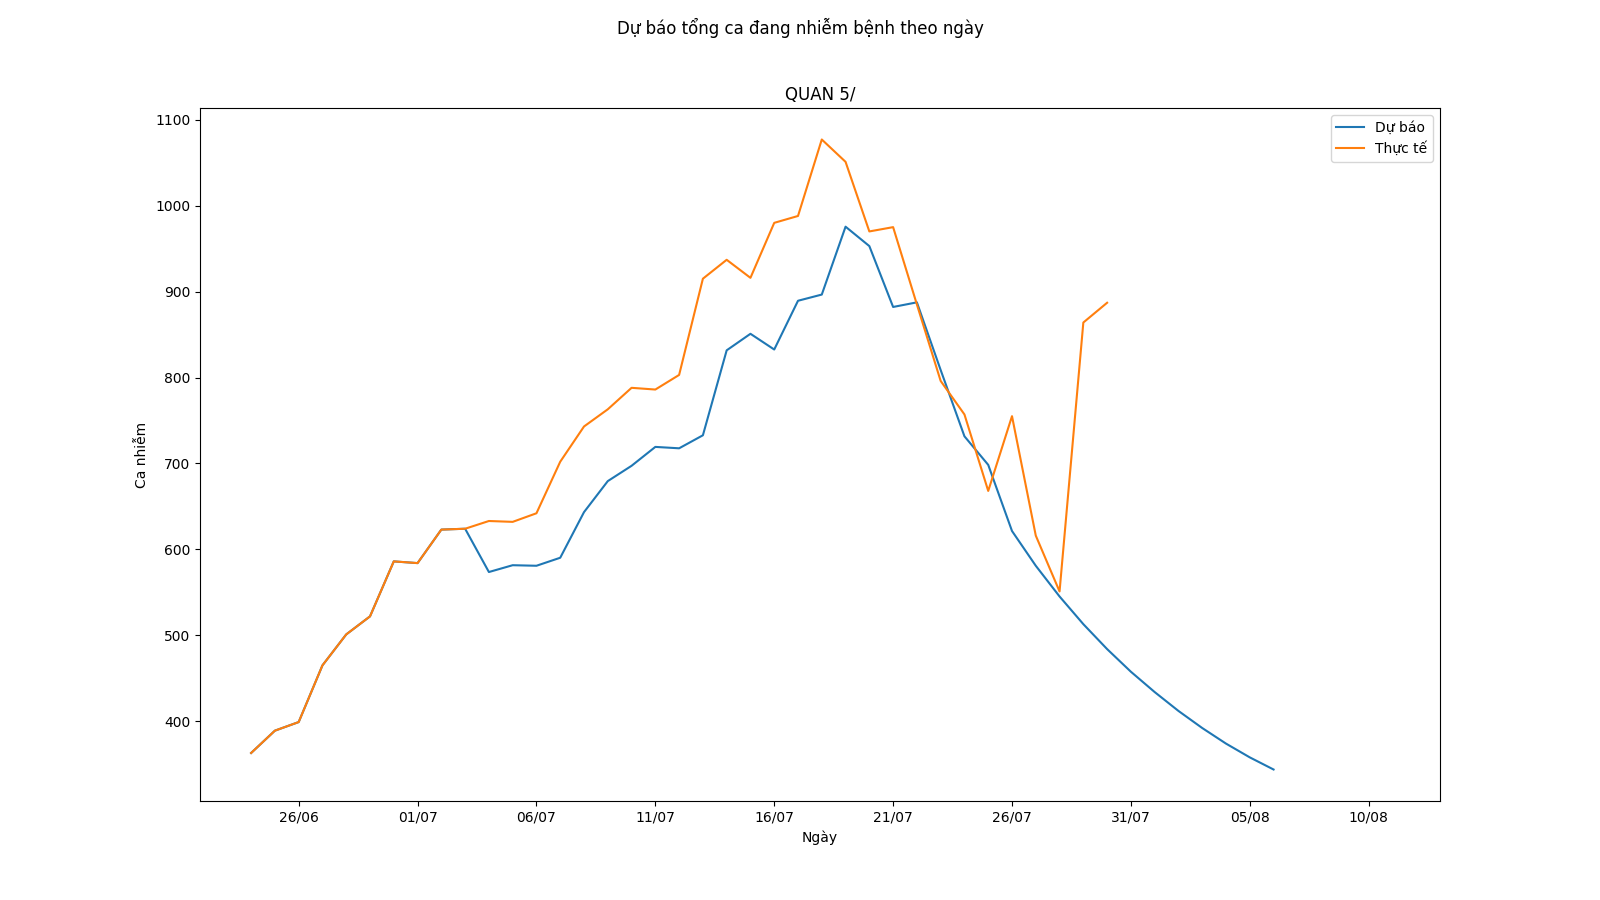 Dự báo tổng ca đang nhiễm bệnh theo ngày
QUAN 5/
1100
1000
900
800
700
600
500
400
Ca nhiễm
Dự báo
Thực tế
26/06 01/07 06/07 11/07 16/07 21/07 26/07 31/07 05/08 10/08
Ngày